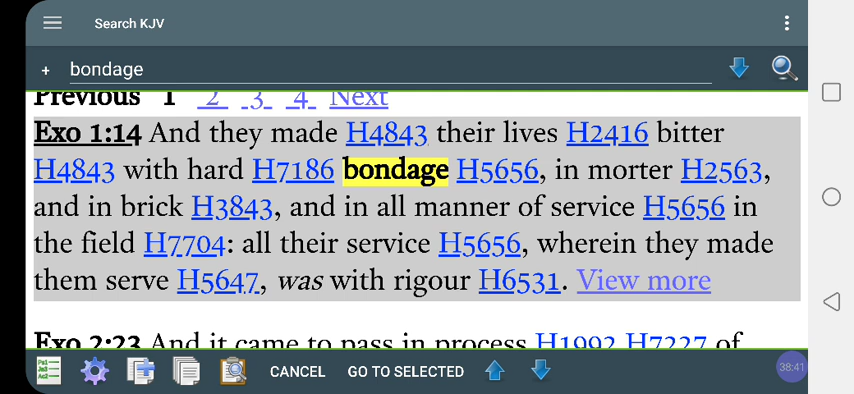 Search KJV
+ bondage
Previous 1 2 3 4 Next
Exo 1:14 And they made H4843 their lives H2416 bitter
H4843 with hard H7186 bondage H5656, in morter H2563,
and in brick H3843, and in all manner of service H5656 in
the field H7704: all their service H5656, wherein they made
them serve H5647, was with rigour H6531. View more
Exo 2:23 And it came to pass in process H1992 H7227 of
CANCEL GO TO SELECTED
38:41